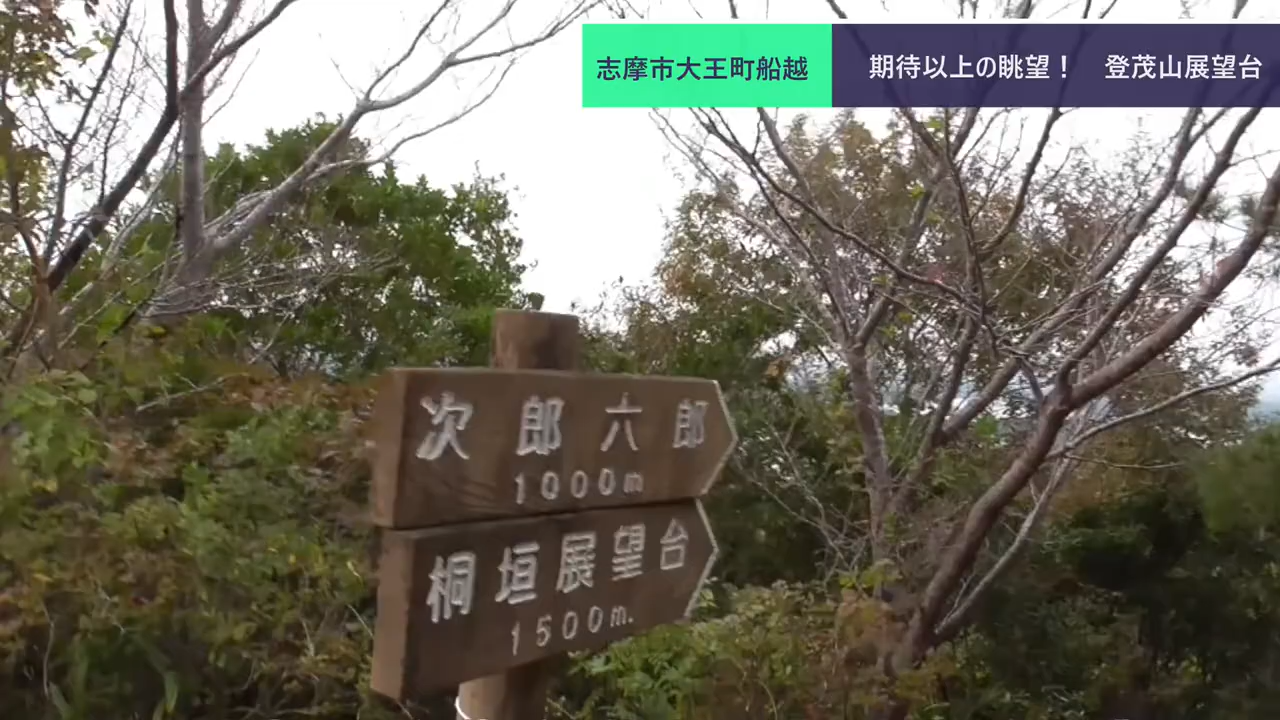 志摩市大王町船越
期待以上の眺望！ 登茂山展望台
次郎六郎
1000m
桐垣展望台
1500m.